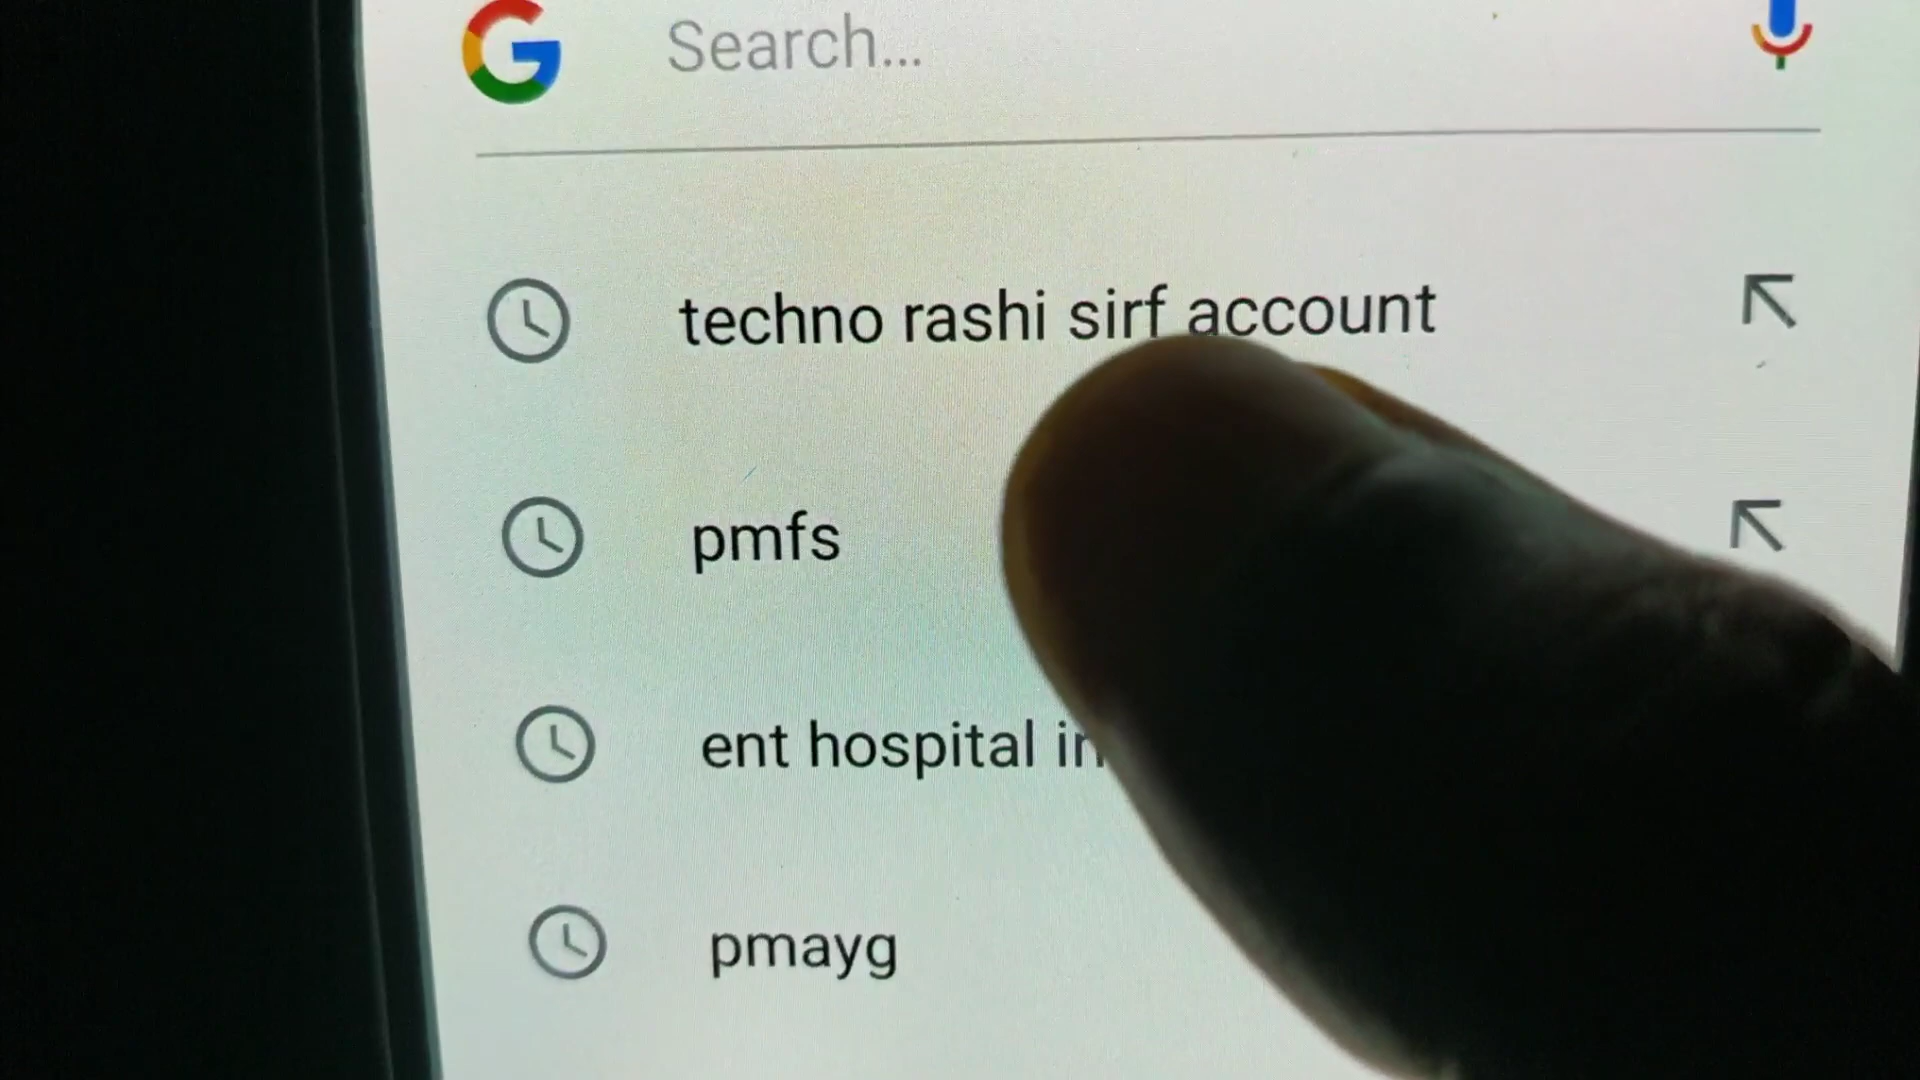 Search...
techno rashi sirf account
pmfs
ent hospital
pmayg